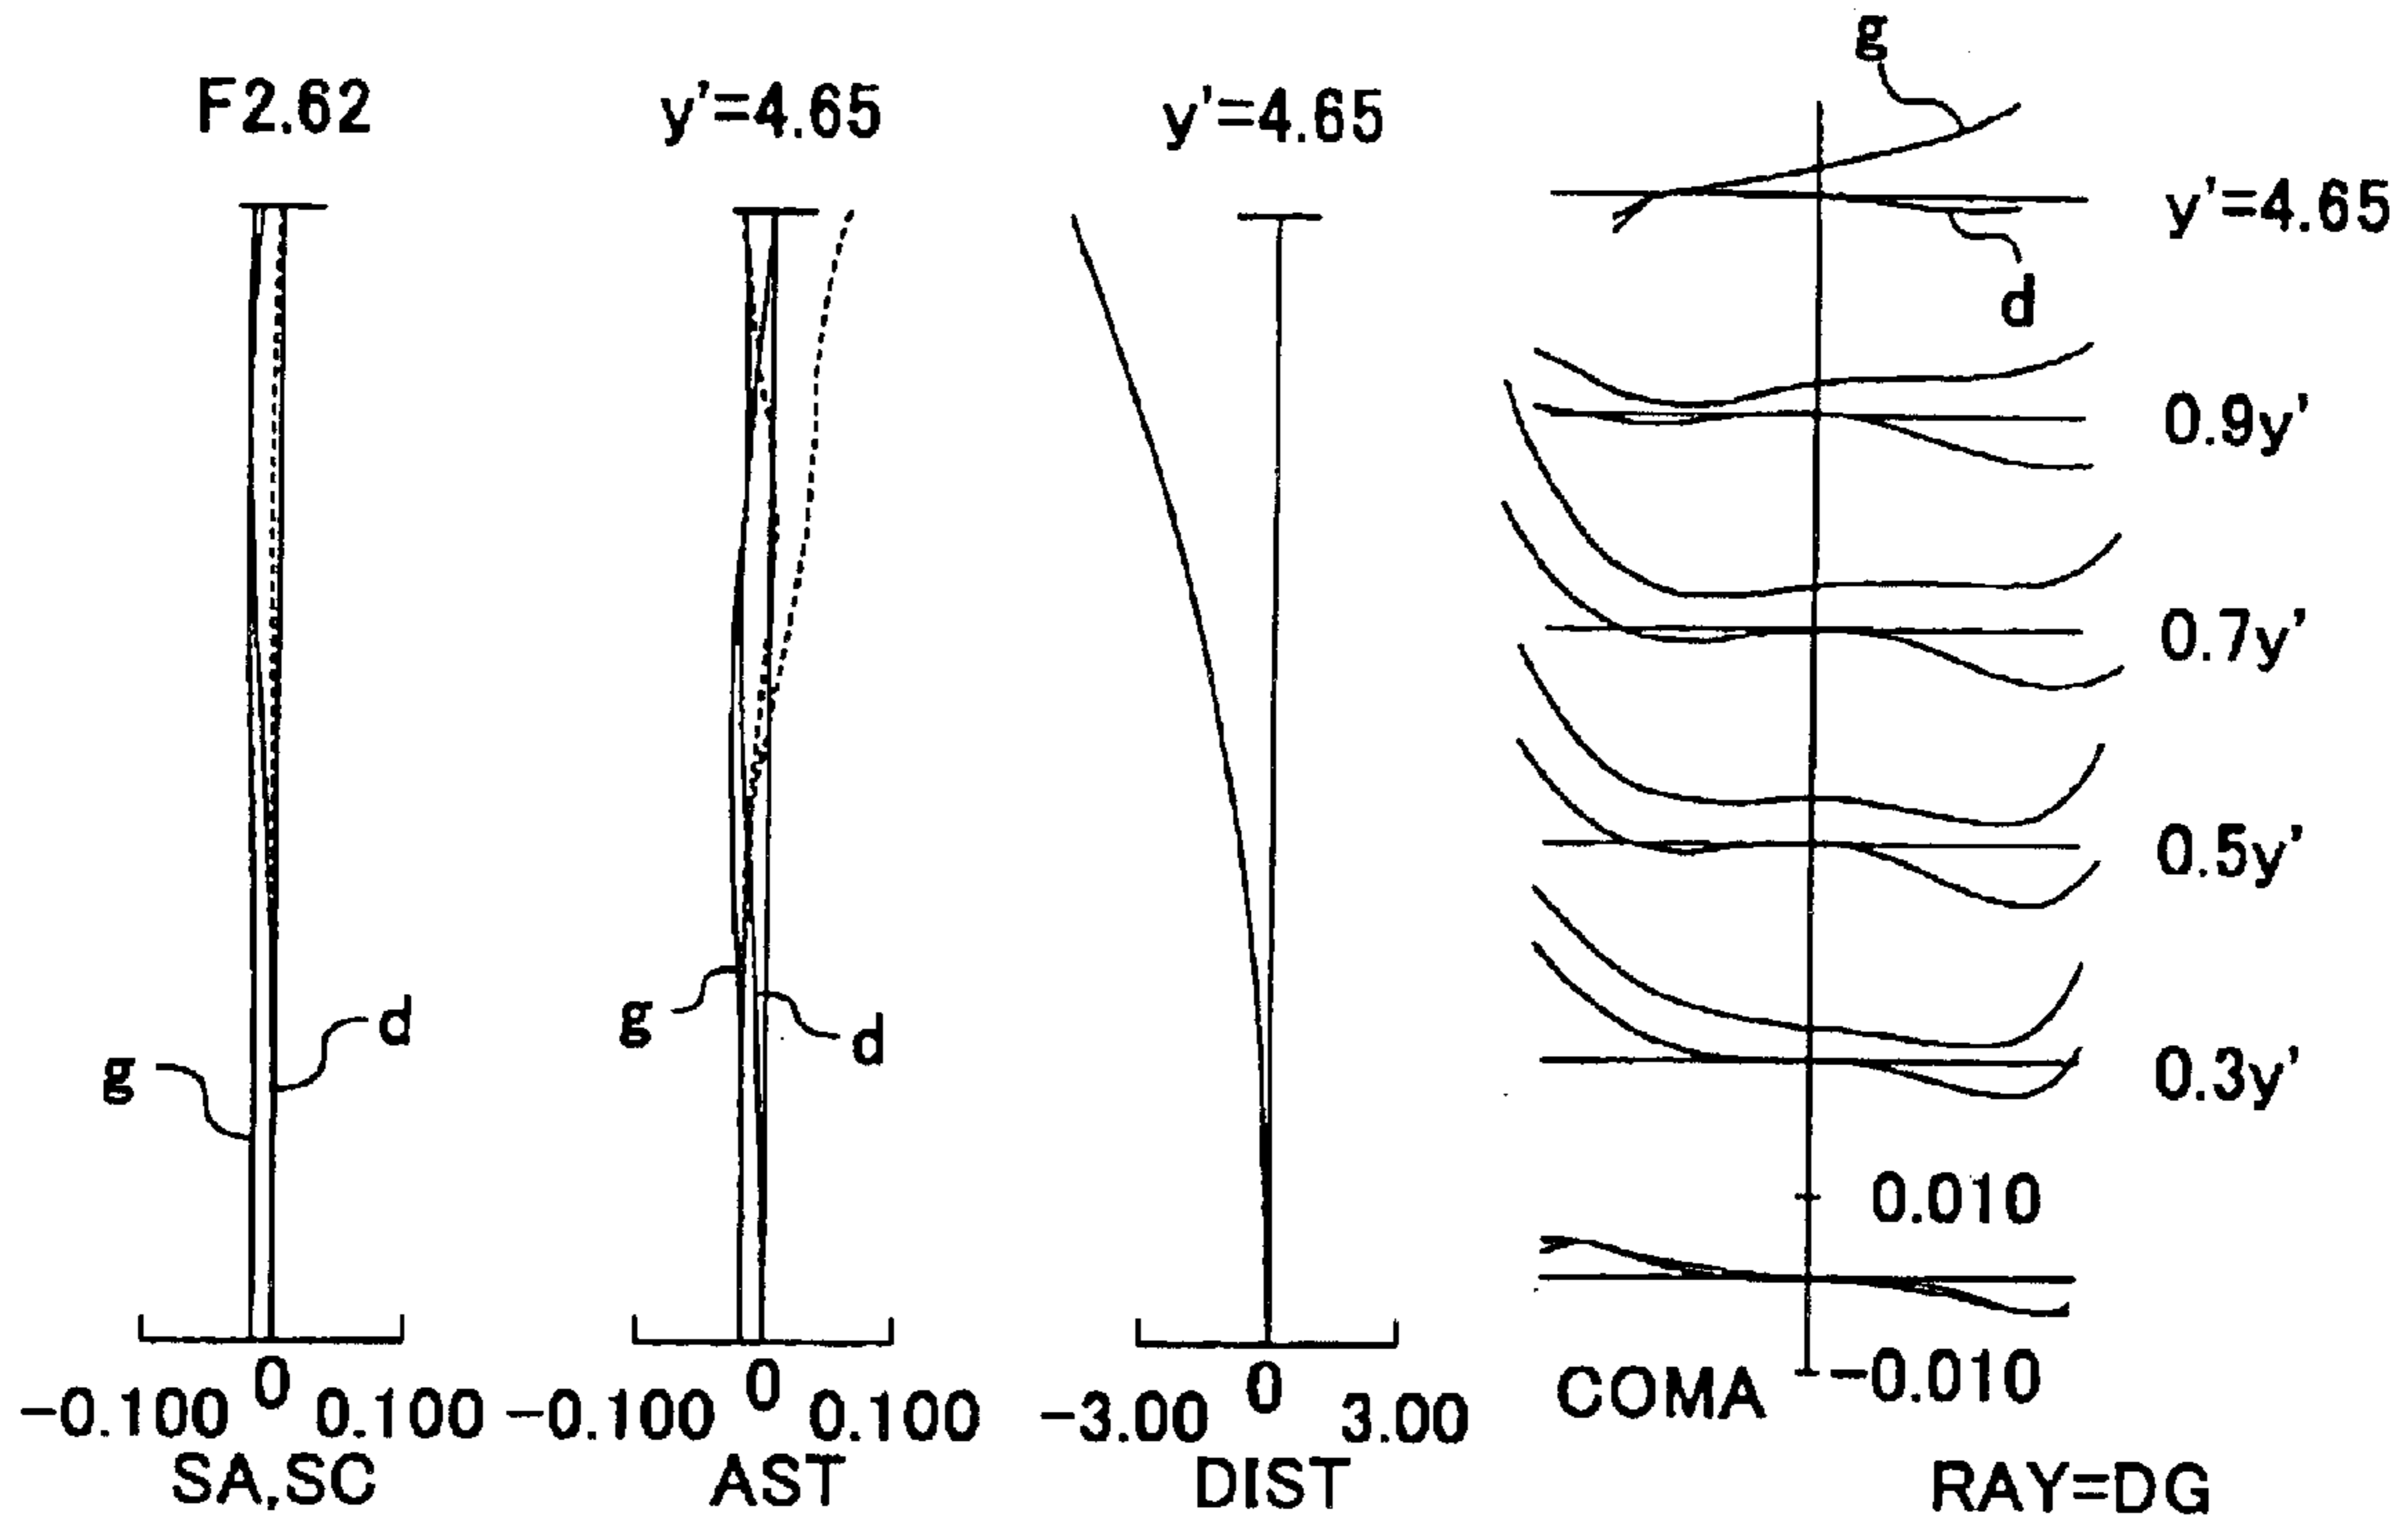 F2.62
g
d
-0.100 0 0.100
SA,SC
y'=4.65
g
d
-0.100 0 0.100
AST
y'=4.65
-3.00 0 3.00
DIST
g
y'=4.65
d
0.9y'
0.7y'
0.5y'
0.3y'
0.010
-0.010
COMA
RAY=DG